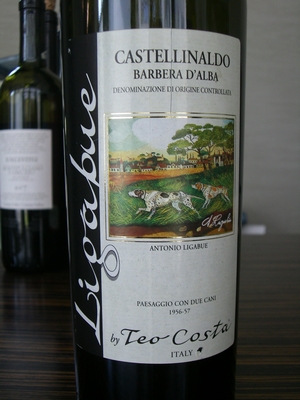 CASTELLINALDO
BARBERA D'ALBA
DENOMINAZIONE DI ORIGINE CONTROLLATA
Ligabue
A. Ligabue
ANTONIO LIGABUE
PAESAGGIO CON DUE CANI
1956-57
by Teo Costa
ITALY